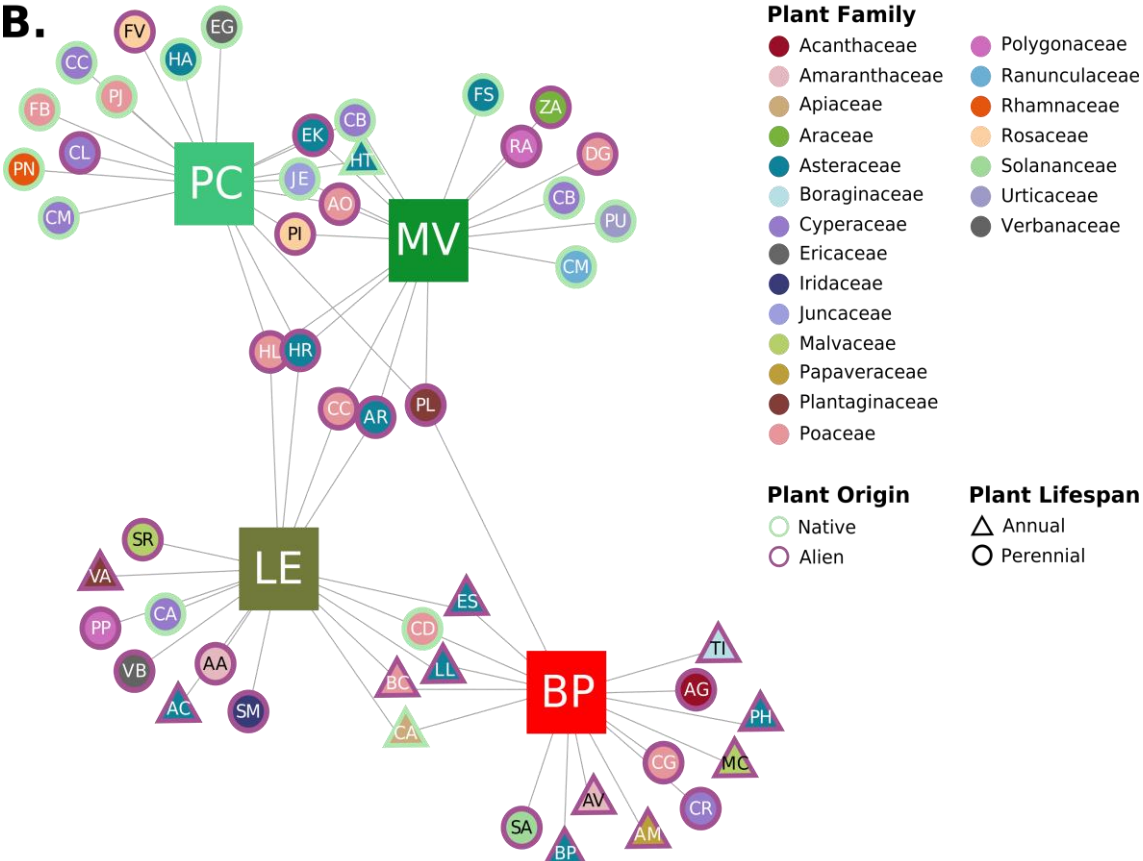 B.
FV
EG
HA
CC
PJ
FB
CL
PN
CM
PC
EK
CB
HT
JE
AO
PI
MV
FS
ZA
RA
DG
CB
PU
CM
HL
HR
CC
AR
PL
LE
SR
VA
PP
CA
VB
AA
AC
SM
ES
CD
LL
BC
CA
BP
TI
AG
PH
CG
MC
CR
AV
AM
SA
BP
Plant Family
Acanthaceae
Amaranthaceae
Apiaceae
Araceae
Asteraceae
Boraginaceae
Cyperaceae
Ericaceae
Iridaceae
Juncaceae
Malvaceae
Papaveraceae
Plantaginaceae
Poaceae
Polygonaceae
Ranunculaceae
Rhamnaceae
Rosaceae
Solananceae
Urticaceae
Verbanaceae
Plant Origin
Native
Alien
Plant Lifespan
Annual
Perennial